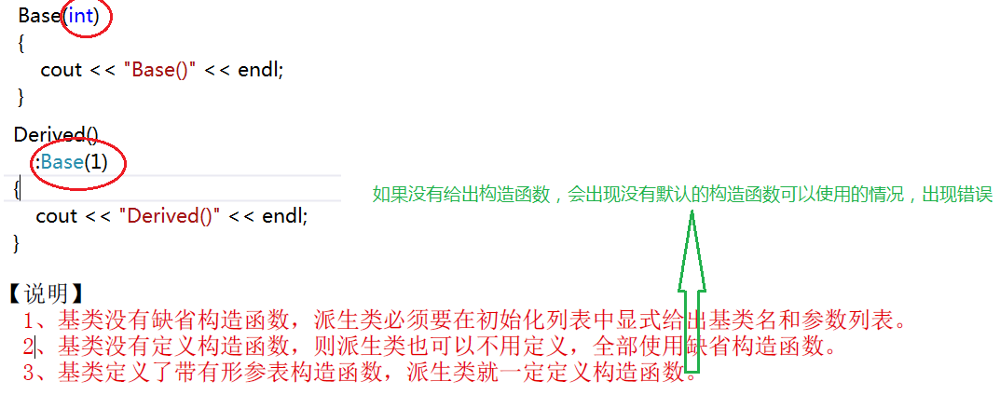 Base(int)
{
cout << "Base()" << endl;
}
Derived()
:Base(1)
{
如果没有给出构造函数，会出现没有默认的构造函数可以使用的情况，出现错误
cout << "Derived()" << endl;
}
【说明】
1、基类没有缺省构造函数，派生类必须要在初始化列表中显式给出基类名和参数列表。
2、基类没有定义构造函数，则派生类也可以不用定义，全部使用缺省构造函数。
3、基类定义了带有形参表构造函数，派生类就一定定义构造函数。